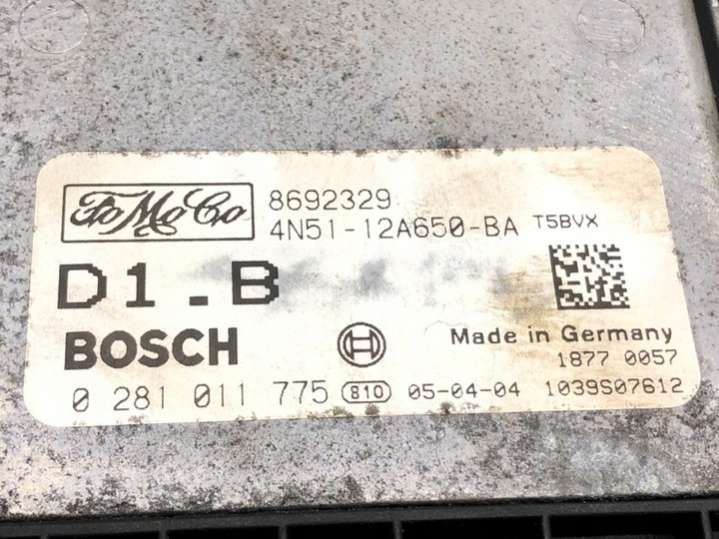 FoMoCo 8692329
4N51-12A650-BA T5BVX
D1.B
BOSCH Made in Germany
1877 0057
0 281 011 775 810 05-04-04 1039S07612